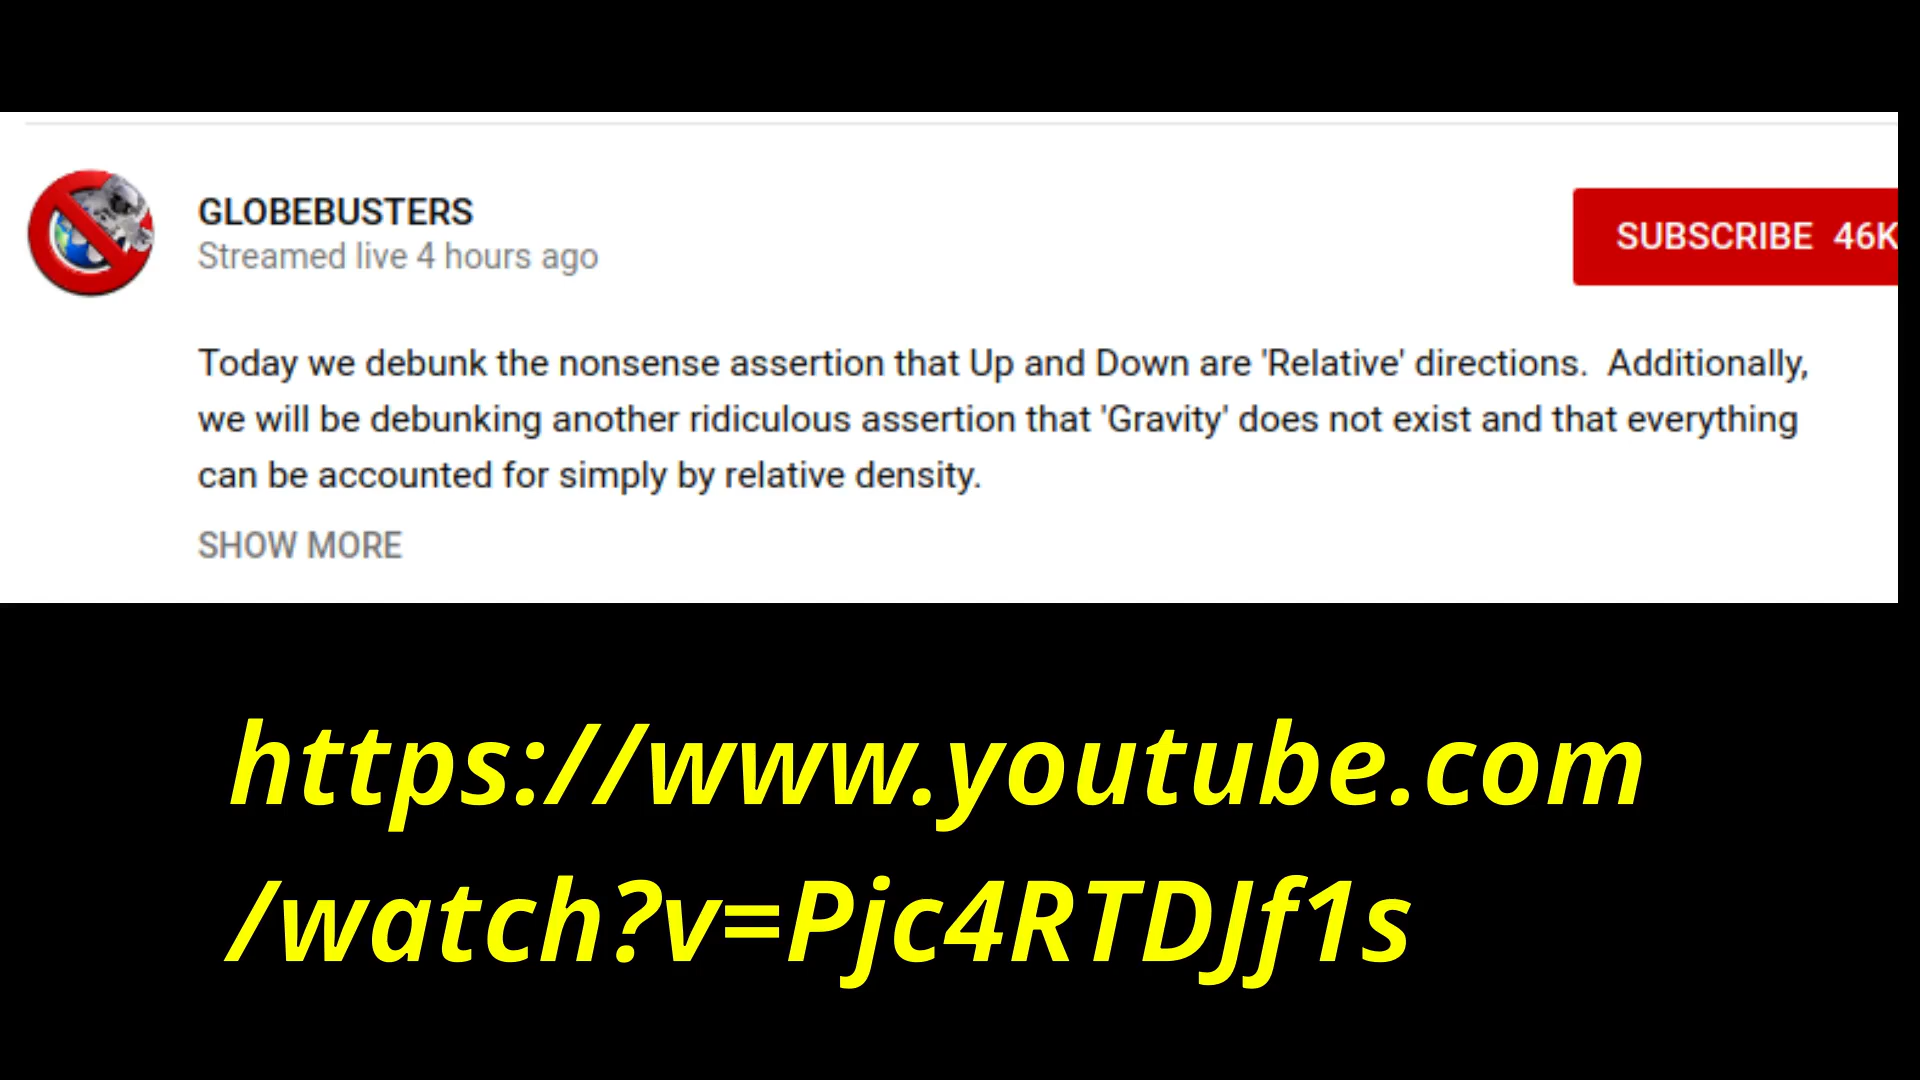 GLOBEBUSTERS
Streamed live 4 hours ago
SUBSCRIBE 46K
Today we debunk the nonsense assertion that Up and Down are 'Relative' directions. Additionally,
we will be debunking another ridiculous assertion that 'Gravity' does not exist and that everything
can be accounted for simply by relative density.
SHOW MORE
https://www.youtube.com
/watch?v=Pjc4RTDJf1s